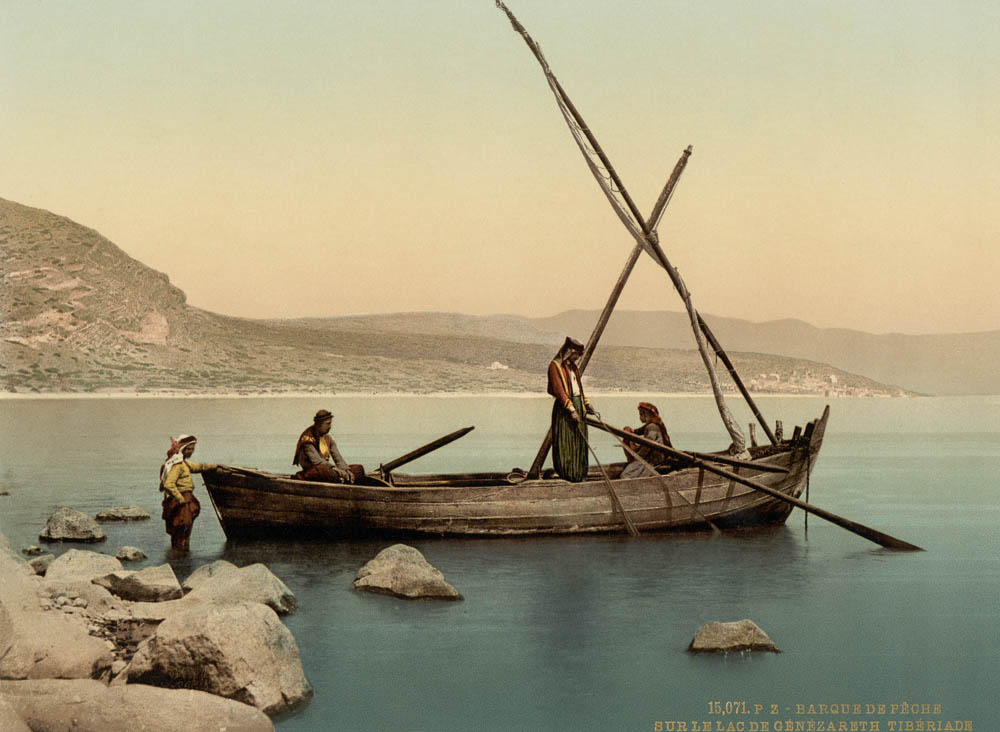 15,071. P Z - BARQUE DE PÊCHE
SUR LE LAC DE GÉNÉZARETH TIBÉRIADE